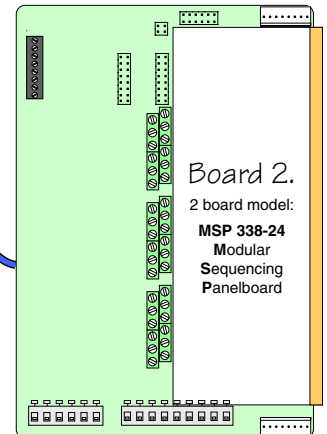 Board 2.
2 board model:
MSP 338-24
Modular
Sequencing
Panelboard